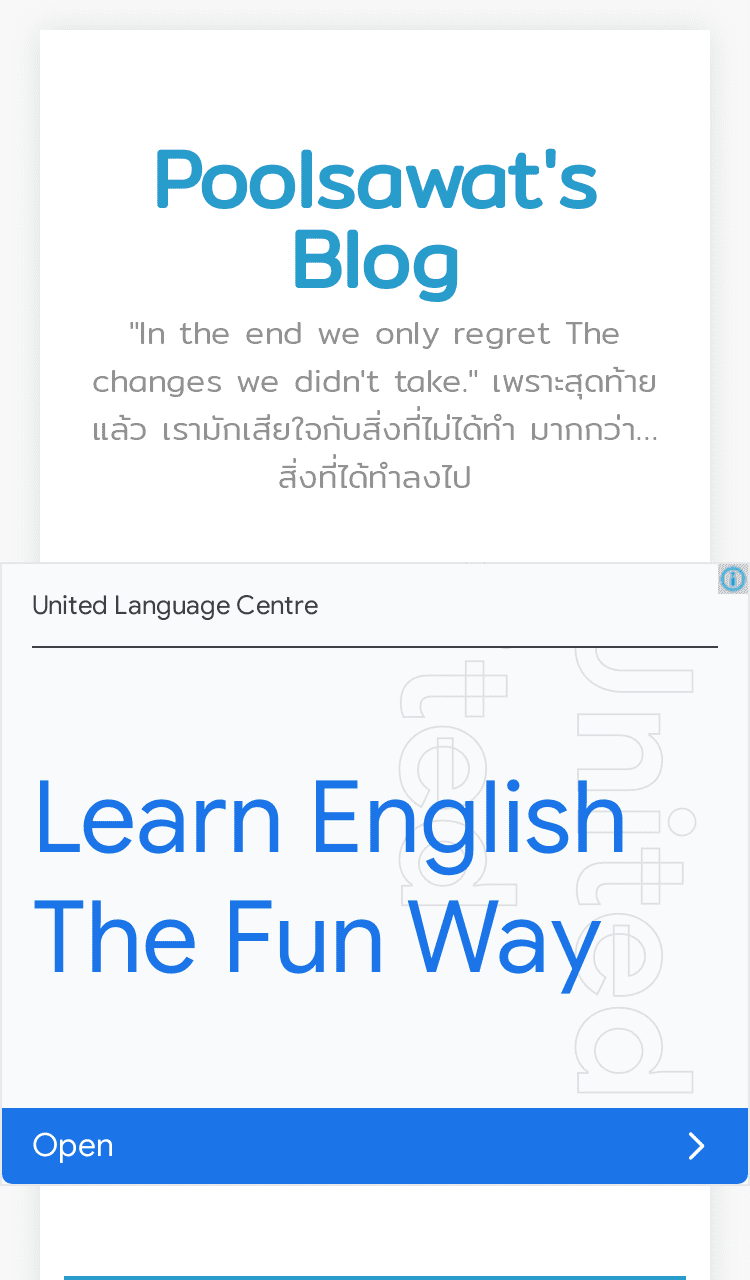 Poolsawat's
Blog
"In the end we only regret The
changes we didn't take." เพราะสุดท้าย
แล้ว เรามักเสียใจกับสิ่งที่ไม่ได้ทำ มากกว่า...
สิ่งที่ได้ทำลงไป
United Language Centre
United
ted
Learn English
The Fun Way
Open